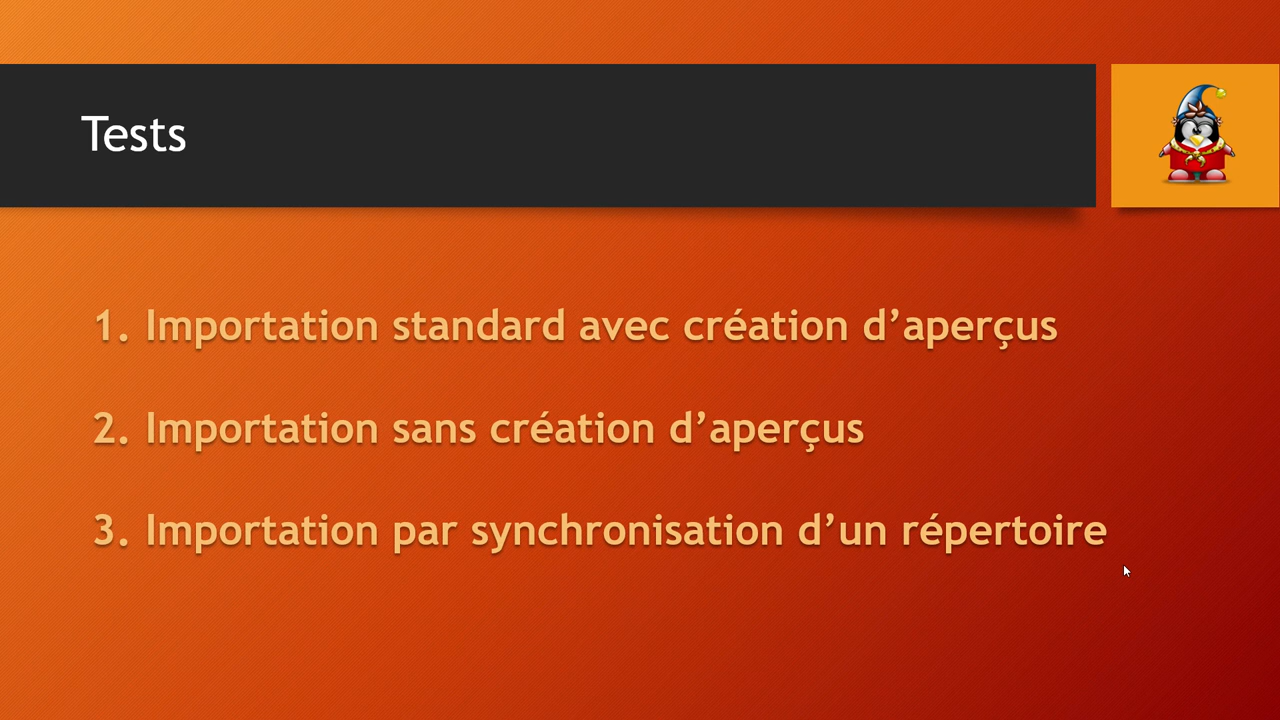 Tests
1. Importation standard avec création d’aperçus
2. Importation sans création d’aperçus
3. Importation par synchronisation d’un répertoire